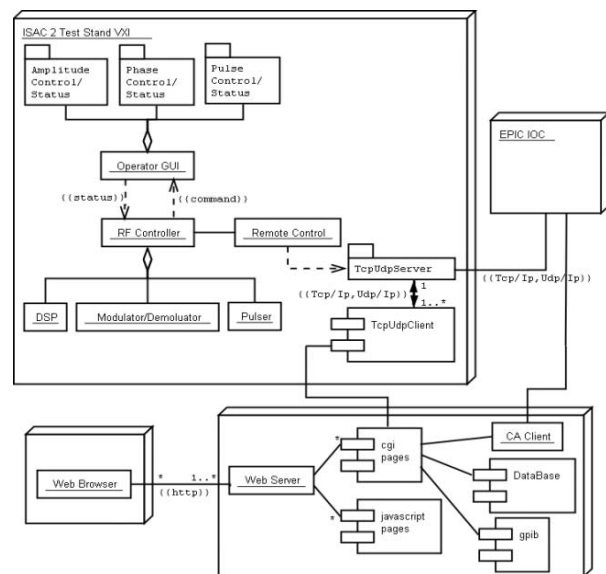 ISAC 2 Test Stand VXI
Amplitude
Control/
Status
Phase
Control/
Status
Pulse
Control/
Status
Operator GUI
((status))
((command))
RF Controller
Remote Control
DSP
Modulator/Demoluator
Pulser
TcpUdpServer
((Tcp/Ip,Udp/Ip))
1
1..*
TcpUdpClient
EPIC IOC
((Tcp/Ip,Udp/Ip))
Web Browser
*
1..*
((http))
Web Server
*
cgi
pages
*
javascript
pages
CA Client
DataBase
gpib